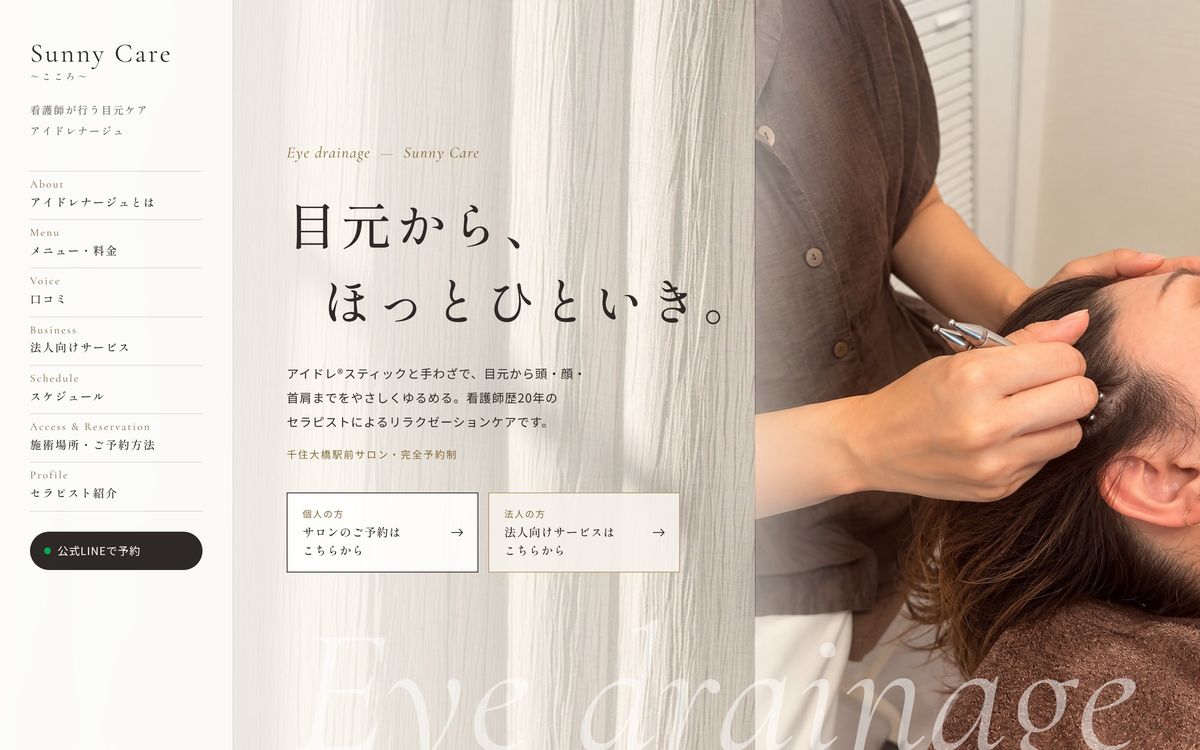 Sunny Care
〜こころ〜
看護師が行う目元ケア
アイドレナージュ
About
アイドレナージュとは
Menu
メニュー・料金
Voice
口コミ
Business
法人向けサービス
Schedule
スケジュール
Access & Reservation
施術場所・ご予約方法
Profile
セラピスト紹介
公式LINEで予約
Eye drainage — Sunny Care
目元から、
ほっとひといき。
アイドレ®スティックと手わざで、目元から頭・顔・
首肩までをやさしくゆるめる。看護師歴20年の
セラピストによるリラクゼーションケアです。
千住大橋駅前サロン・完全予約制
個人の方
サロンのご予約は
こちらから
→
法人の方
法人向けサービスは
こちらから
→
Eye drainage